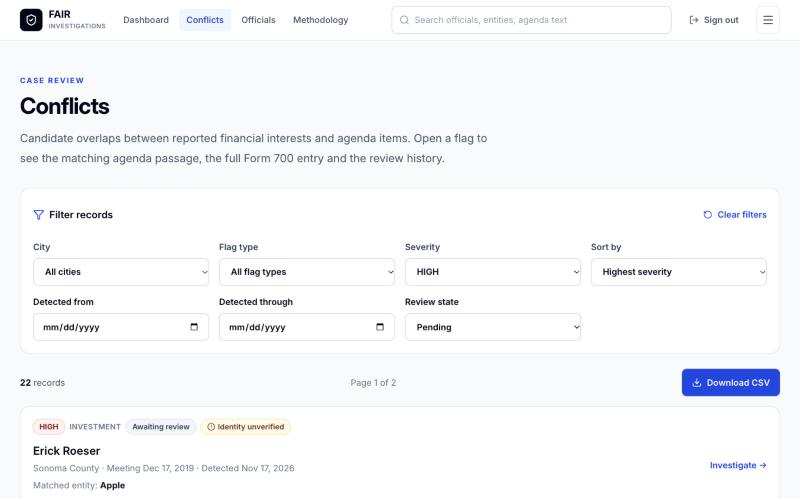 FAIR
INVESTIGATIONS
Dashboard
Conflicts
Officials
Methodology
Search officials, entities, agenda text
Sign out
CASE REVIEW
Conflicts
Candidate overlaps between reported financial interests and agenda items. Open a flag to
see the matching agenda passage, the full Form 700 entry and the review history.
Filter records
Clear filters
City
Flag type
Severity
Sort by
All cities
All flag types
HIGH
Highest severity
Detected from
Detected through
Review state
mm/dd/yyyy
mm/dd/yyyy
Pending
22 records
Page 1 of 2
Download CSV
HIGH INVESTMENT Awaiting review Identity unverified
Erick Roeser
Sonoma County · Meeting Dec 17, 2019 · Detected Nov 17, 2026
Investigate →
Matched entity: Apple